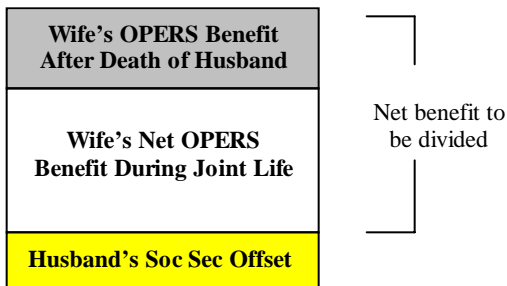 Wife's OPERS Benefit
After Death of Husband
Net benefit to
be divided
Wife's Net OPERS
Benefit During Joint Life
Husband's Soc Sec Offset